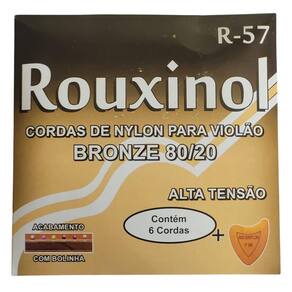 R-57
Rouxinol
CORDAS DE NYLON PARA VIOLÃO
BRONZE 80/20
ALTA TENSÃO
Contém
6 Cordas
+
ACABAMENTO
COM BOLINHA